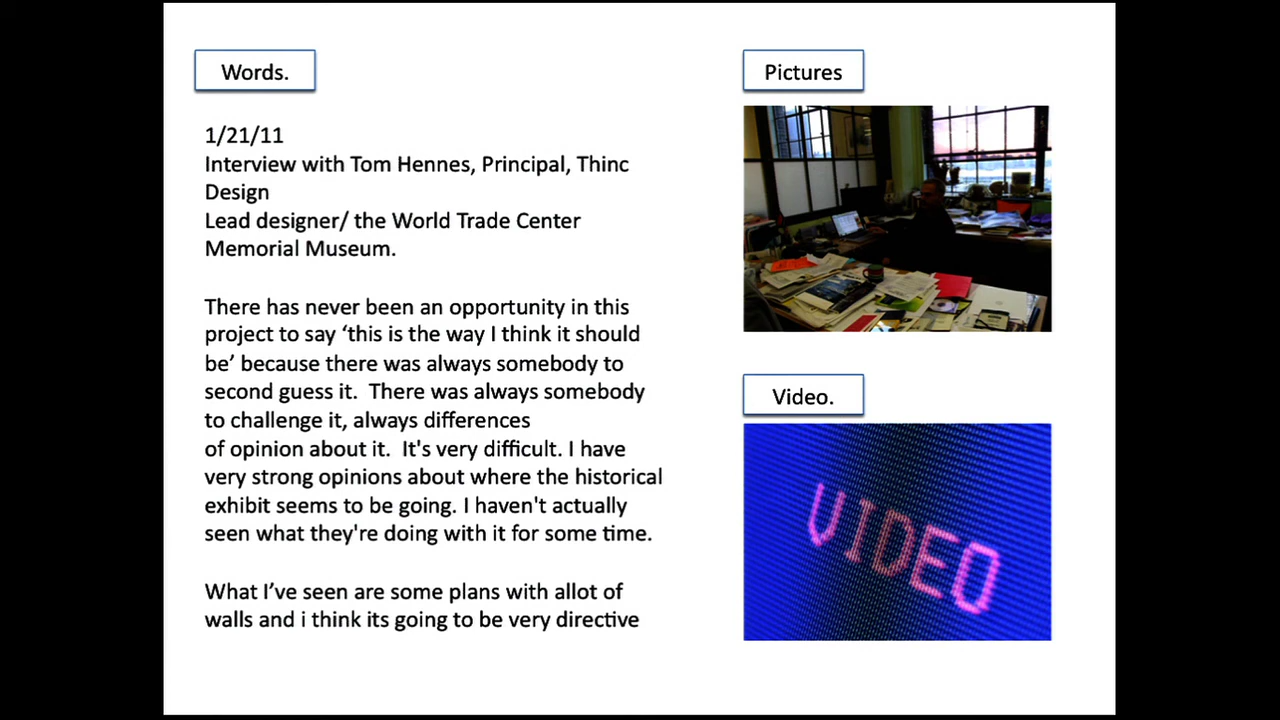 Words.
1/21/11
Interview with Tom Hennes, Principal, Thinc
Design
Lead designer/ the World Trade Center
Memorial Museum.
There has never been an opportunity in this
project to say ‘this is the way I think it should
be’ because there was always somebody to
second guess it.  There was always somebody
to challenge it, always differences
of opinion about it.  It's very difficult. I have
very strong opinions about where the historical
exhibit seems to be going. I haven't actually
seen what they're doing with it for some time.
What I’ve seen are some plans with allot of
walls and i think its going to be very directive
Pictures
Video.
VIDEO